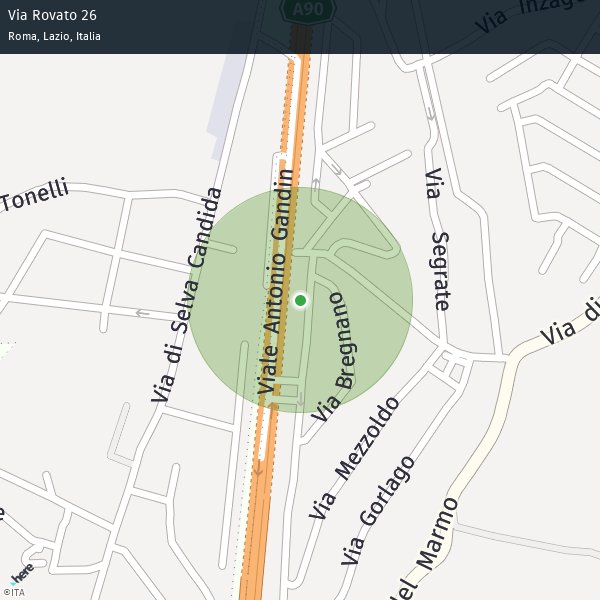 Via Rovato 26
Roma, Lazio, Italia
A90
Via Inzago
Tonelli
Via di Selva Candida
Viale Antonio Gandin
Via Segrate
Via Bregnano
Via di
Via Mezzoldo
Via Gorlago
del Marmo
here
©ITA